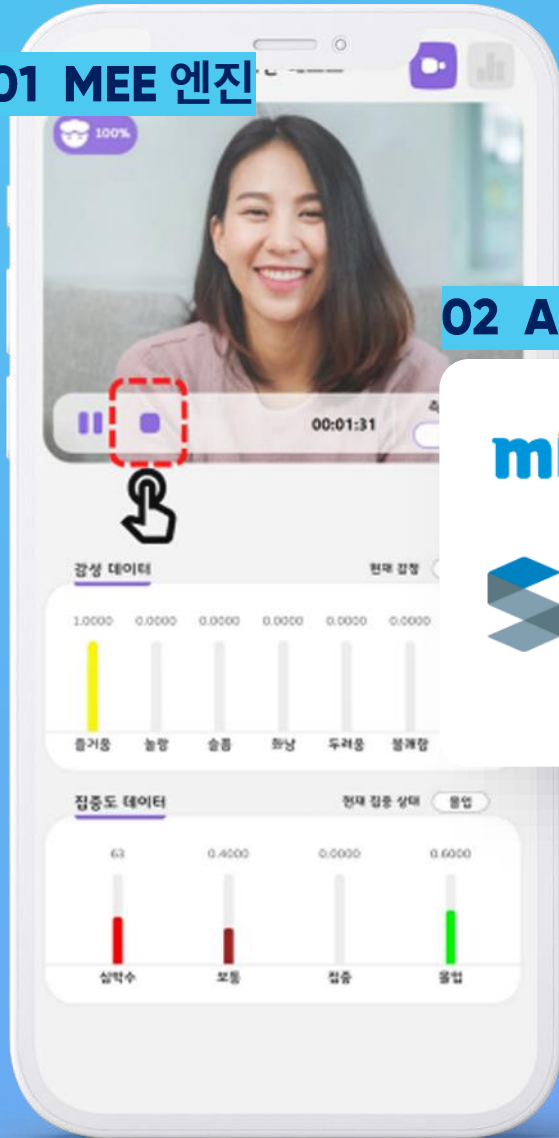 01 MEE 엔진
100%
00:01:31
02 A
mi
감성 데이터
현재 감정
1.0000 0.0000 0.0000 0.0000 0.0000 0.0000
즐거움 놀람 슬픔 화남 두려움 불쾌함
집중도 데이터
현재 집중 상태 몰입
63 0.4000 0.0000 0.6000
심박수 보통 집중 몰입